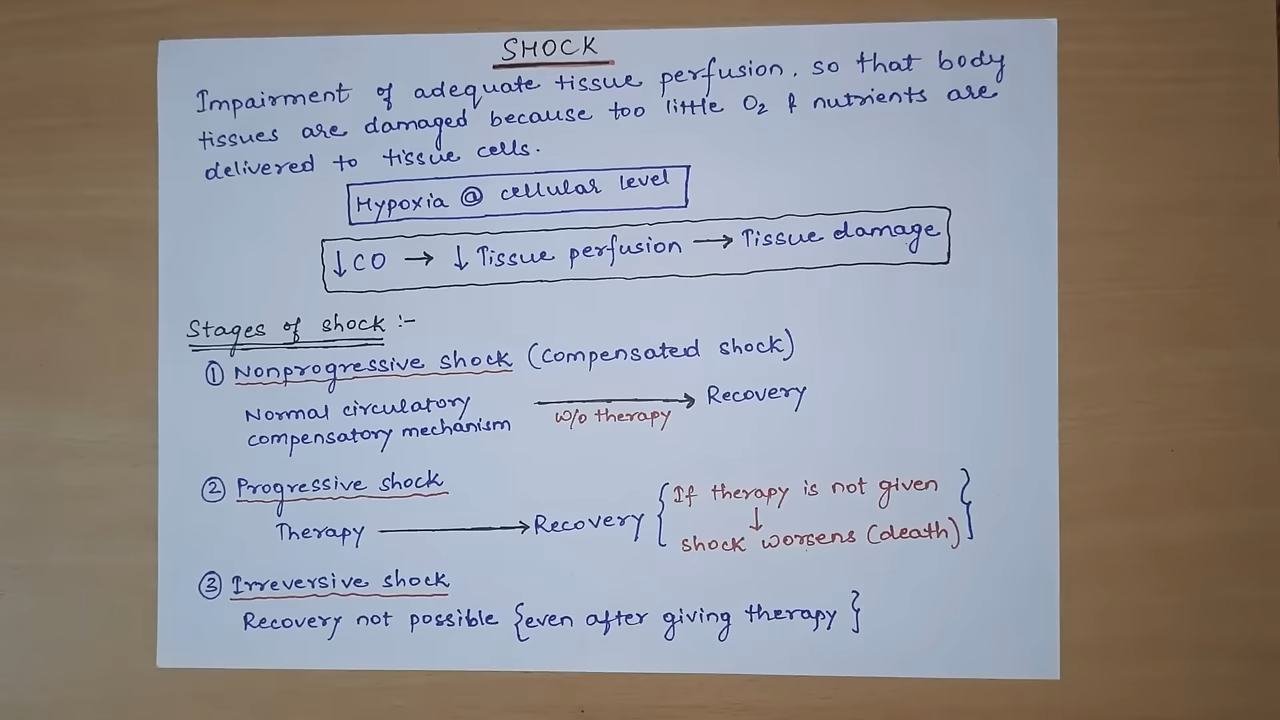 SHOCK
Impairment of adequate tissue perfusion, so that body
tissues are damaged because too little O2 & nutrients are
delivered to tissue cells.
Hypoxia @ cellular level
↓CO → ↓ Tissue perfusion → Tissue damage
Stages of shock :-
① Nonprogressive shock (compensated shock)
Normal circulatory
compensatory mechanism
w/o therapy
Recovery
② Progressive shock
Therapy → Recovery
{If therapy is not given
↓
shock worsens (death)}
③ Irreversive shock
Recovery not possible {even after giving therapy}